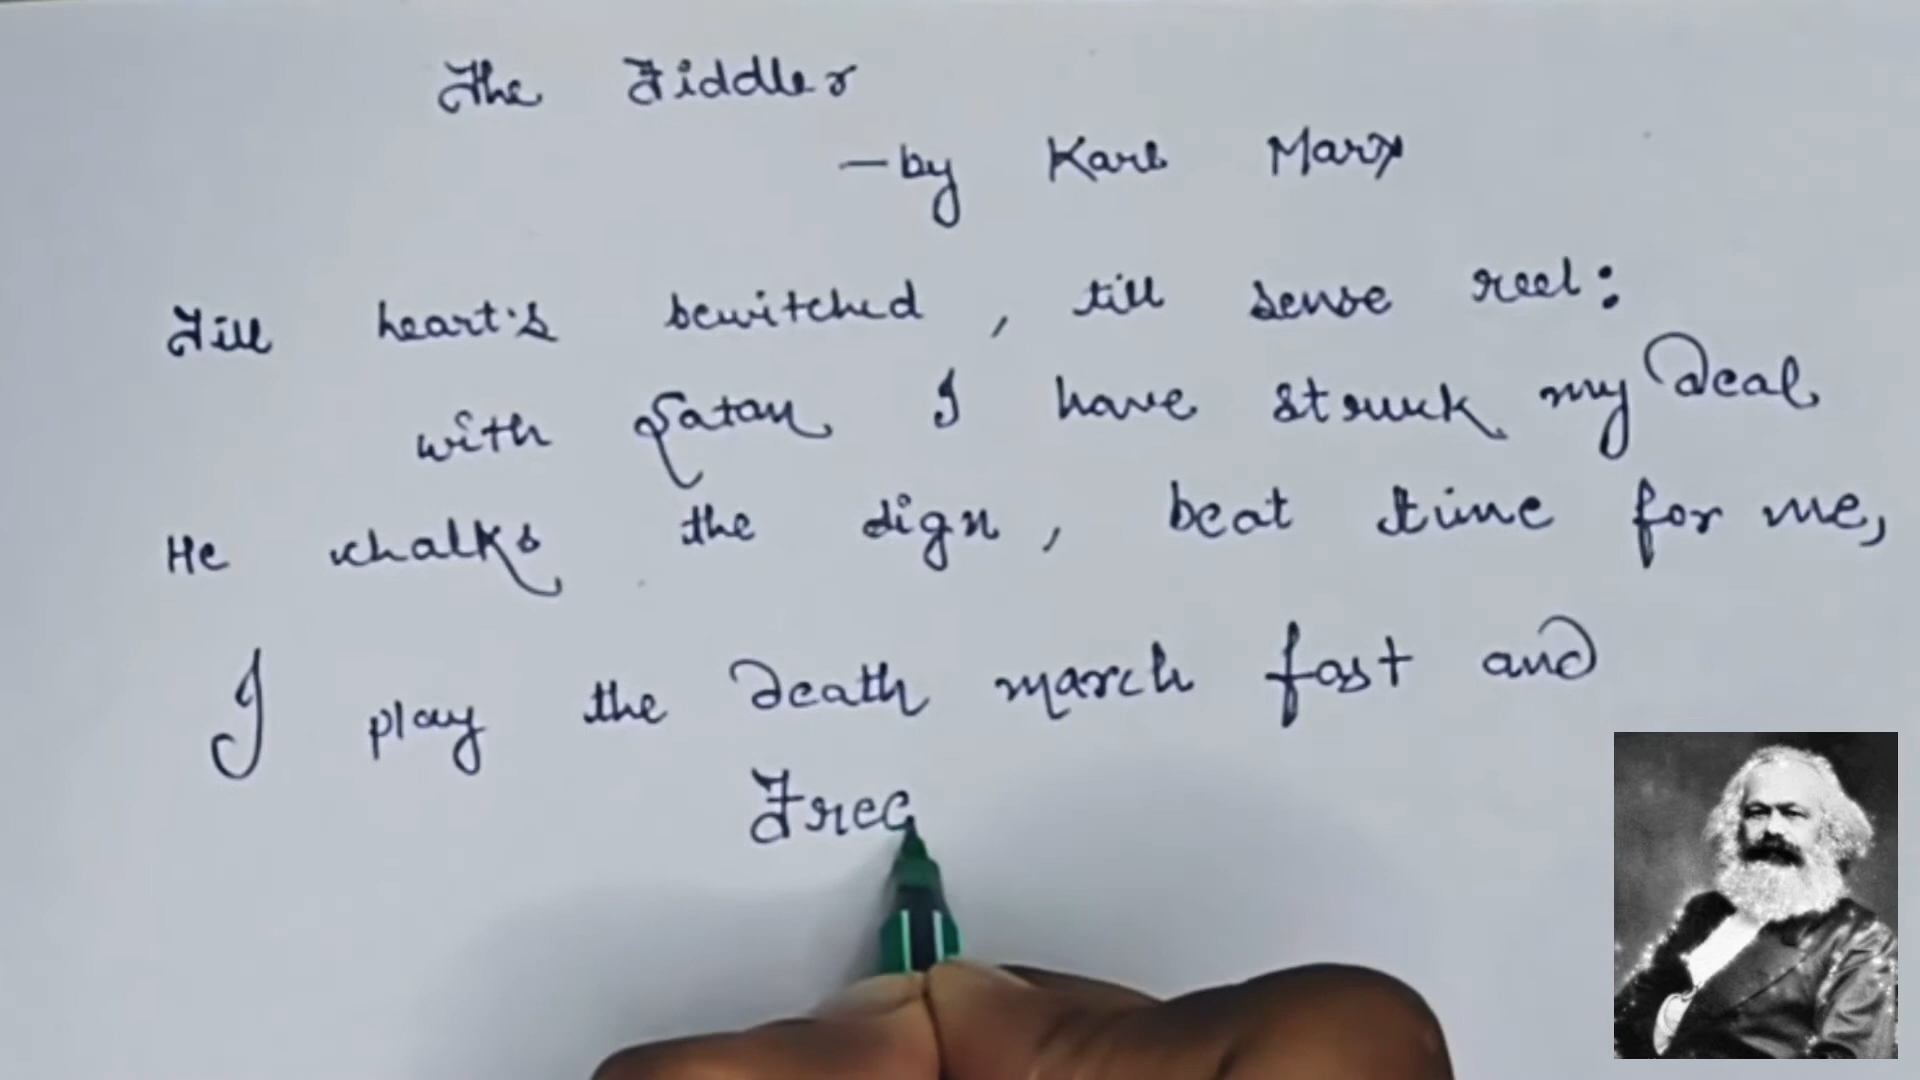 The Fiddler
- by Karl Marx
Till heart's bewitched, till sense reel:
with Satan I have struck my deal
He chalks the sign, beat time for me,
I play the death march fast and
Free